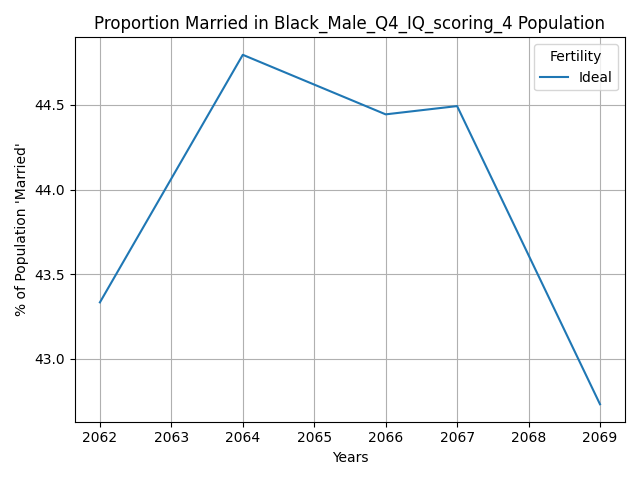 Proportion Married in Black_Male_Q4_IQ_scoring_4 Population
Fertility
Ideal
% of Population 'Married'
44.5
44.0
43.5
43.0
2062 2063 2064 2065 2066 2067 2068 2069
Years